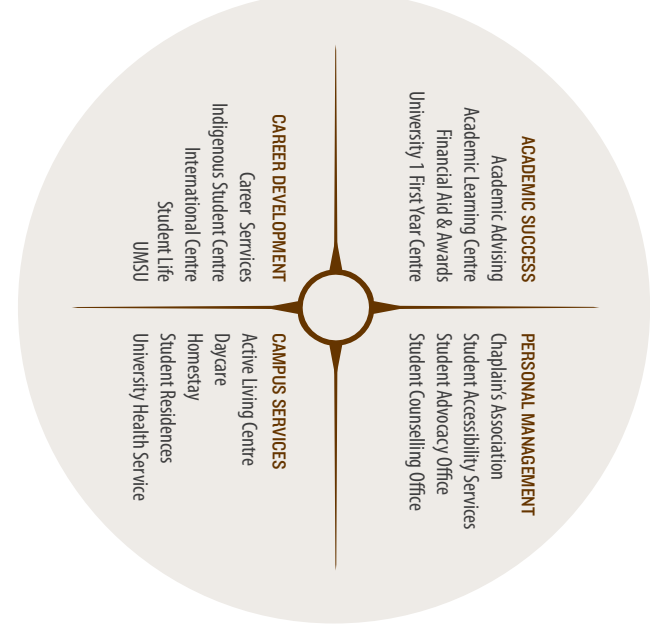 ACADEMIC SUCCESS
Academic Advising
Academic Learning Centre
Financial Aid & Awards
University 1 First Year Centre
PERSONAL MANAGEMENT
Chaplain's Association
Student Accessibility Services
Student Advocacy Office
Student Counselling Office
CAREER DEVELOPMENT
Career Services
Indigenous Student Centre
International Centre
Student Life
UMSU
CAMPUS SERVICES
Active Living Centre
Daycare
Homestay
Student Residences
University Health Service